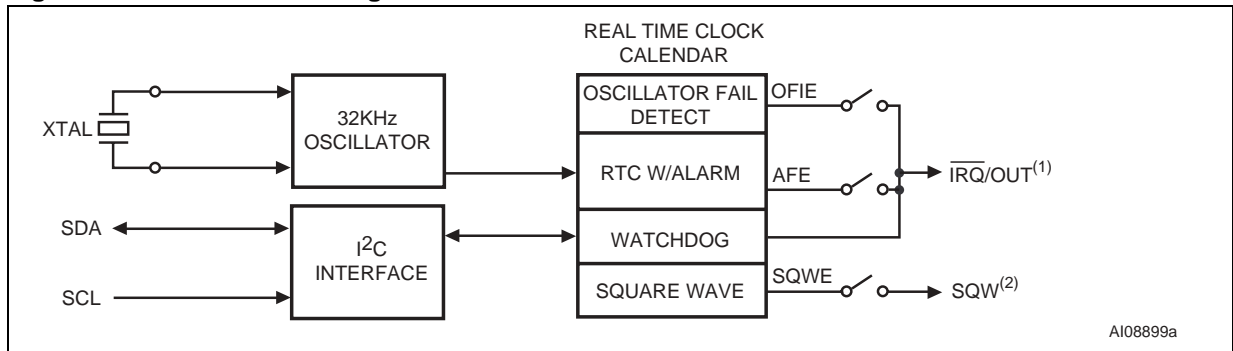 REAL TIME CLOCK
CALENDAR
XTAL
32KHz
OSCILLATOR
OSCILLATOR FAIL
DETECT
OFIE
RTC W/ALARM
AFE
IRQ/OUT(1)
SDA
SCL
I2C
INTERFACE
WATCHDOG
SQUARE WAVE
SQWE
SQW(2)
AI08899a